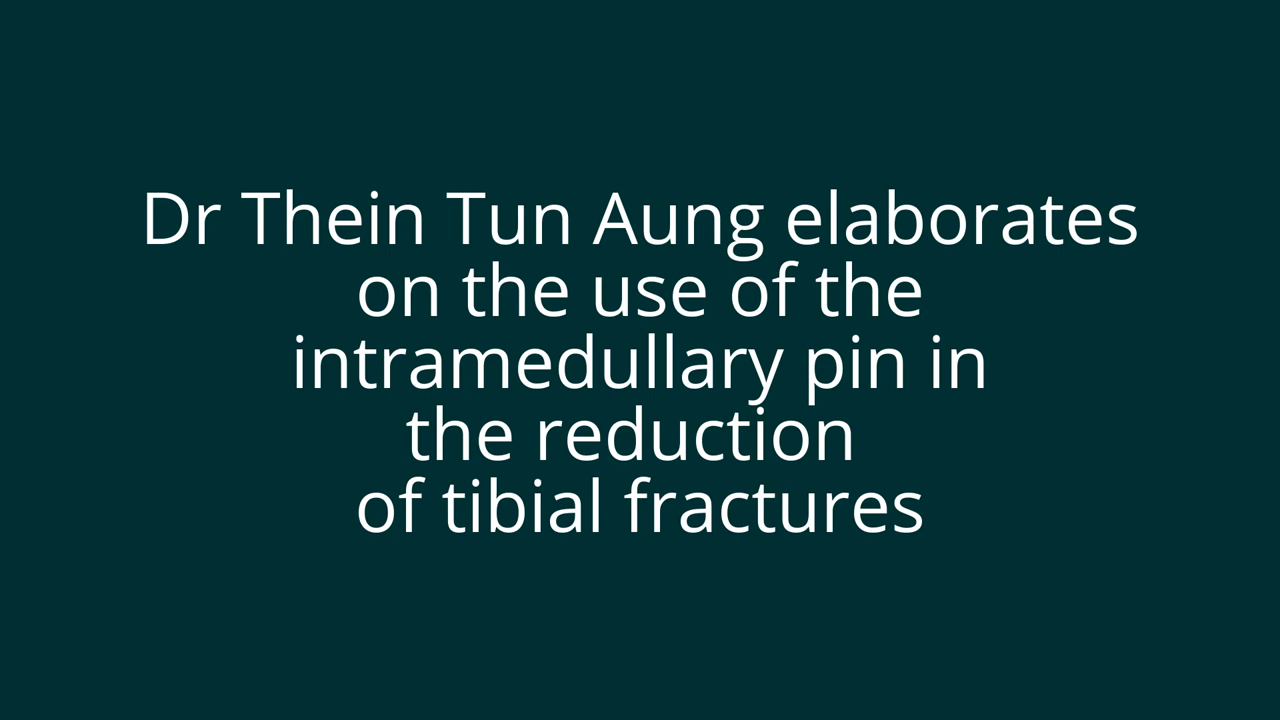 Dr Thein Tun Aung elaborates
on the use of the
intramedullary pin in
the reduction
of tibial fractures